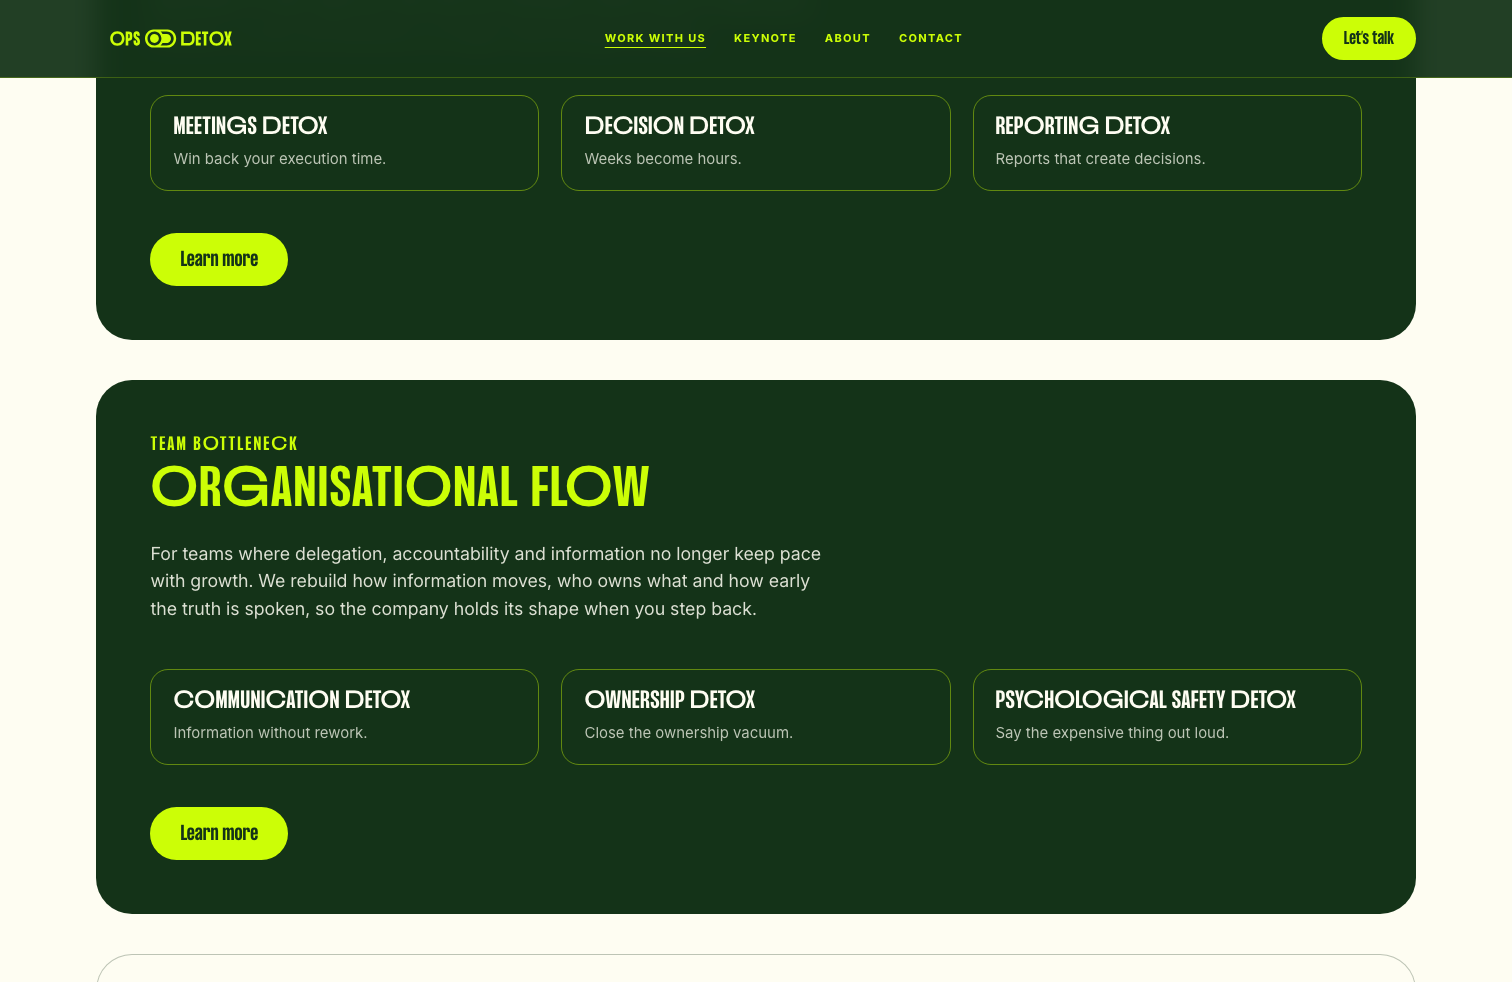 OPS DETOX
WORK WITH US
KEYNOTE
ABOUT
CONTACT
Let's talk
MEETINGS DETOX
Win back your execution time.
DECISION DETOX
Weeks become hours.
REPORTING DETOX
Reports that create decisions.
Learn more
TEAM BOTTLENECK
ORGANISATIONAL FLOW
For teams where delegation, accountability and information no longer keep pace
with growth. We rebuild how information moves, who owns what and how early
the truth is spoken, so the company holds its shape when you step back.
COMMUNICATION DETOX
Information without rework.
OWNERSHIP DETOX
Close the ownership vacuum.
PSYCHOLOGICAL SAFETY DETOX
Say the expensive thing out loud.
Learn more